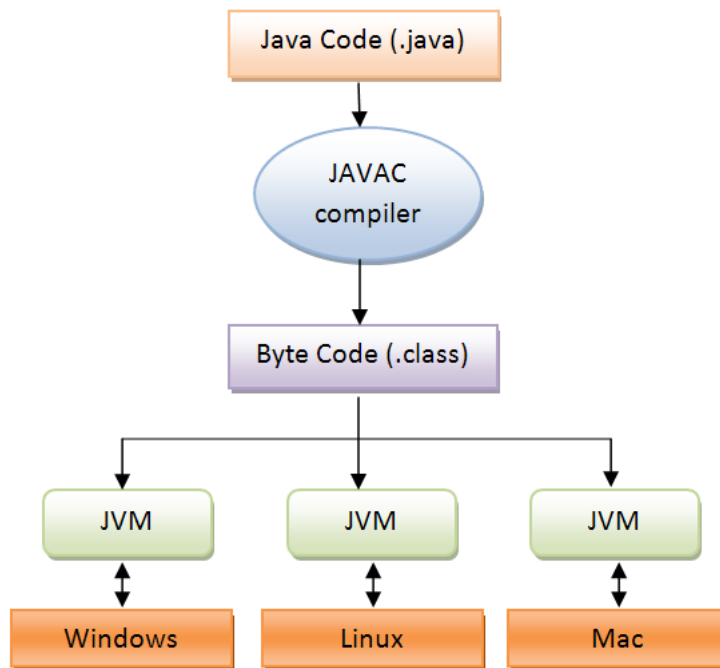 Java Code (.java)
JAVAC
compiler
Byte Code (.class)
JVM
JVM
JVM
Windows
Linux
Mac